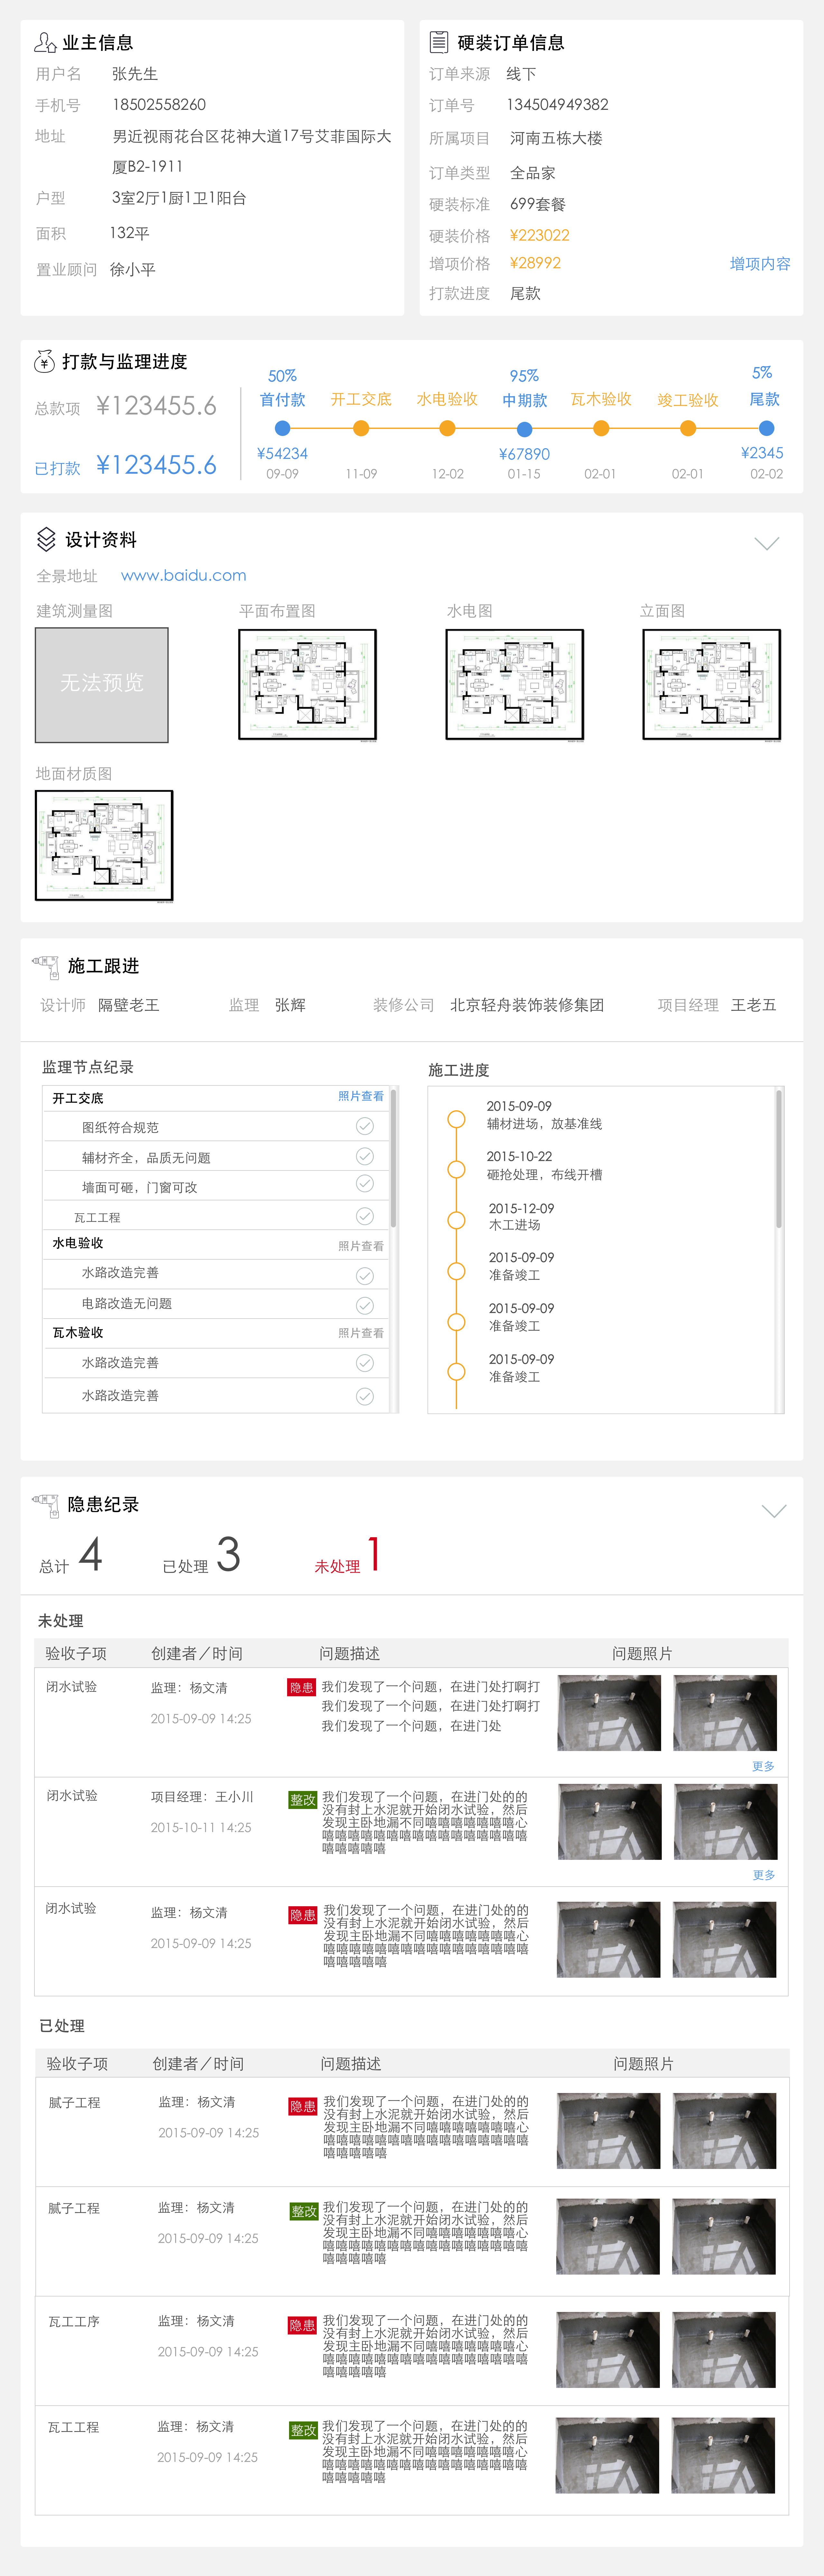 业主信息
用户名 张先生
手机号 18502558260
地址 男近视雨花台区花神大道17号艾菲国际大
厦B2-1911
户型 3室2厅1厨1卫1阳台
面积 132平
置业顾问 徐小平
硬装订单信息
订单来源 线下
订单号 134504949382
所属项目 河南五栋大楼
订单类型 全品家
硬装标准 699套餐
硬装价格 ¥223022
增项价格 ¥28992 增项内容
打款进度 尾款
打款与监理进度
总款项 ¥123455.6
已打款 ¥123455.6
50% 95% 5%
首付款 开工交底 水电验收 中期款 瓦木验收 竣工验收 尾款
¥54234 ¥67890 ¥2345
09-09 11-09 12-02 01-15 02-01 02-01 02-02
设计资料
全景地址 www.baidu.com
建筑测量图 平面布置图 水电图 立面图
无法预览
地面材质图
施工跟进
设计师 隔壁老王 监理 张辉 装修公司 北京轻舟装饰装修集团 项目经理 王老五
监理节点纪录
开工交底 照片查看
图纸符合规范
辅材齐全，品质无问题
墙面可砸，门窗可改
瓦工工程
水电验收 照片查看
水路改造完善
电路改造无问题
瓦木验收 照片查看
水路改造完善
水路改造完善
施工进度
2015-09-09
辅材进场，放基准线
2015-10-22
砸抢处理，布线开槽
2015-12-09
木工进场
2015-09-09
准备竣工
2015-09-09
准备竣工
2015-09-09
准备竣工
隐患纪录
总计 4 已处理 3 未处理 1
未处理
验收子项 创建者／时间 问题描述 问题照片
闭水试验 监理：杨文清 隐患 我们发现了一个问题，在进门处打啊打
我们发现了一个问题，在进门处打啊打
2015-09-09 14:25 我们发现了一个问题，在进门处
更多
闭水试验 项目经理：王小川 整改 我们发现了一个问题，在进门处的的
没有封上水泥就开始闭水试验，然后
发现主卧地漏不同嘻嘻嘻嘻嘻嘻嘻心
2015-10-11 14:25 嘻嘻嘻嘻嘻嘻嘻嘻嘻嘻嘻嘻嘻嘻嘻嘻
嘻嘻嘻嘻嘻
更多
闭水试验 监理：杨文清 隐患 我们发现了一个问题，在进门处的的
没有封上水泥就开始闭水试验，然后
发现主卧地漏不同嘻嘻嘻嘻嘻嘻嘻心
2015-09-09 14:25 嘻嘻嘻嘻嘻嘻嘻嘻嘻嘻嘻嘻嘻嘻嘻嘻
嘻嘻嘻嘻嘻
已处理
验收子项 创建者／时间 问题描述 问题照片
腻子工程 监理：杨文清 隐患 我们发现了一个问题，在进门处的的
没有封上水泥就开始闭水试验，然后
发现主卧地漏不同嘻嘻嘻嘻嘻嘻嘻心
2015-09-09 14:25 嘻嘻嘻嘻嘻嘻嘻嘻嘻嘻嘻嘻嘻嘻嘻嘻
嘻嘻嘻嘻嘻
腻子工程 监理：杨文清 整改 我们发现了一个问题，在进门处的的
没有封上水泥就开始闭水试验，然后
发现主卧地漏不同嘻嘻嘻嘻嘻嘻嘻心
2015-09-09 14:25 嘻嘻嘻嘻嘻嘻嘻嘻嘻嘻嘻嘻嘻嘻嘻嘻
嘻嘻嘻嘻嘻
瓦工工序 监理：杨文清 隐患 我们发现了一个问题，在进门处的的
没有封上水泥就开始闭水试验，然后
发现主卧地漏不同嘻嘻嘻嘻嘻嘻嘻心
2015-09-09 14:25 嘻嘻嘻嘻嘻嘻嘻嘻嘻嘻嘻嘻嘻嘻嘻嘻
嘻嘻嘻嘻嘻
瓦工工程 监理：杨文清 整改 我们发现了一个问题，在进门处的的
没有封上水泥就开始闭水试验，然后
发现主卧地漏不同嘻嘻嘻嘻嘻嘻嘻心
2015-09-09 14:25 嘻嘻嘻嘻嘻嘻嘻嘻嘻嘻嘻嘻嘻嘻嘻嘻
嘻嘻嘻嘻嘻